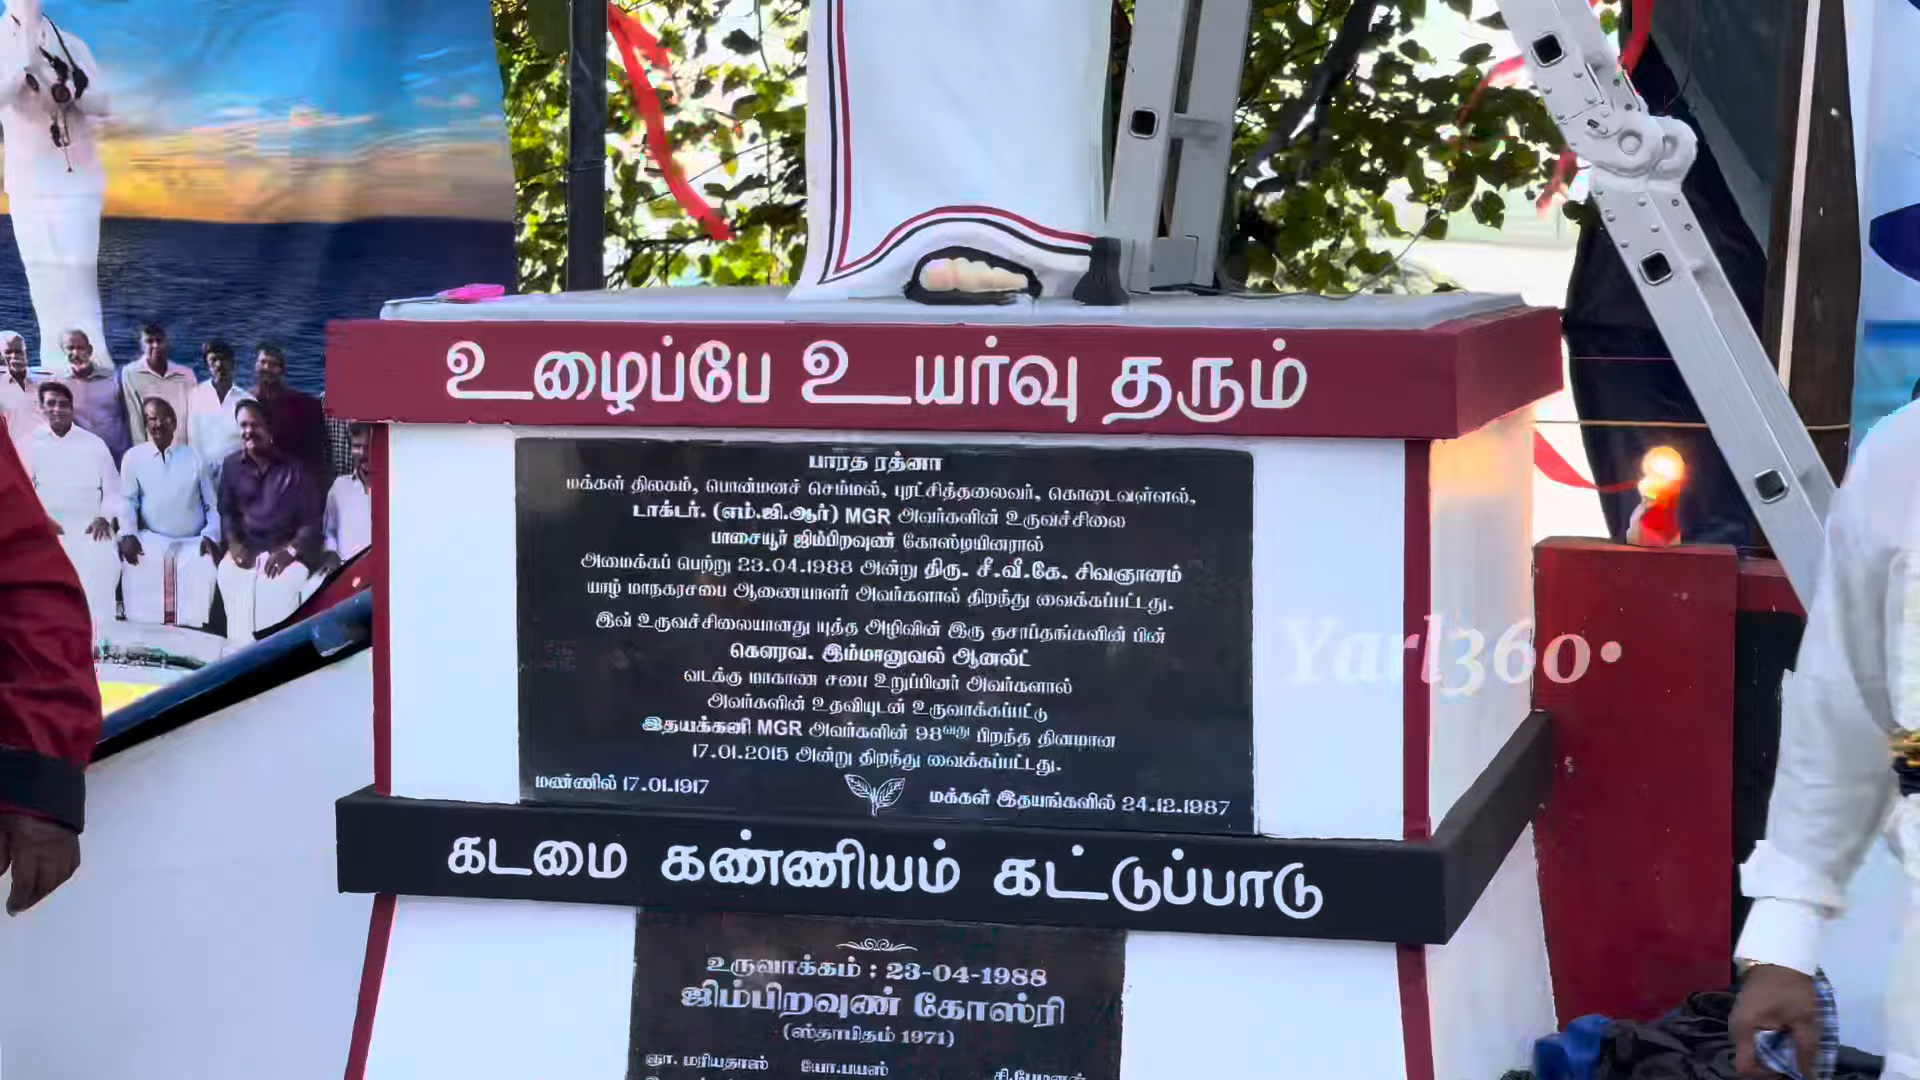 உழைப்பே உயர்வு தரும்
பாரத ரத்னா
மக்கள் திலகம், பொன்மனச் செம்மல், புரட்சித்தலைவர், கொடைவள்ளல்,
டாக்டர். (எம்.ஜி.ஆர்) MGR அவர்களின் உருவச்சிலை
பாசையூர் ஜிம்பிறவுண் கோஸ்டியினரால்
அமைக்கப் பெற்று 23.04.1988 அன்று திரு. சீ.வீ.கே. சிவஞானம்
யாழ் மாநகரசபை ஆணையாளர் அவர்களால் திறந்து வைக்கப்பட்டது.
இவ் உருவச்சிலையானது யுத்த அழிவின் இரு தசாப்தங்களின் பின்
கௌரவ. இம்மானுவல் ஆனல்ட்
வடக்கு மாகாண சபை உறுப்பினர் அவர்களால்
அவர்களின் உதவியுடன் உருவாக்கப்பட்டு
இதயக்கனி MGR அவர்களின் 98வது பிறந்த தினமான
17.01.2015 அன்று திறந்து வைக்கப்பட்டது.
மண்ணில் 17.01.1917
மக்கள் இதயங்களில் 24.12.1987
Yarl360
கடமை கண்ணியம் கட்டுப்பாடு
உருவாக்கம் : 23-04-1988
ஜிம்பிறவுண் கோஸ்ரி
(ஸ்தாபிதம் 1971)
ஞா. மரியதாஸ் யோ.பயஸ்